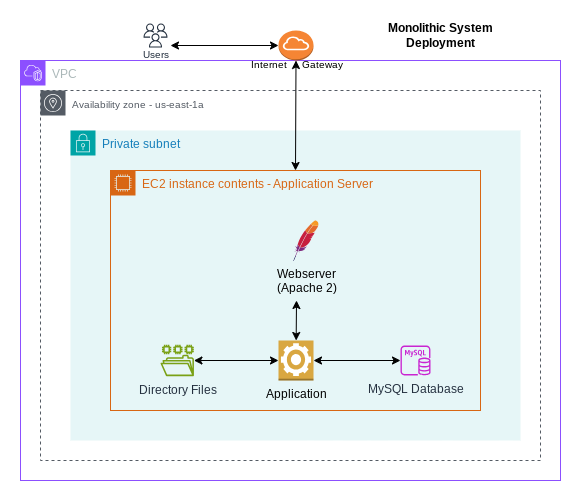 Monolithic System
Deployment
Users
Internet Gateway
VPC
Availability zone - us-east-1a
Private subnet
EC2 instance contents - Application Server
Webserver
(Apache 2)
MySQL
Directory Files
Application
MySQL Database